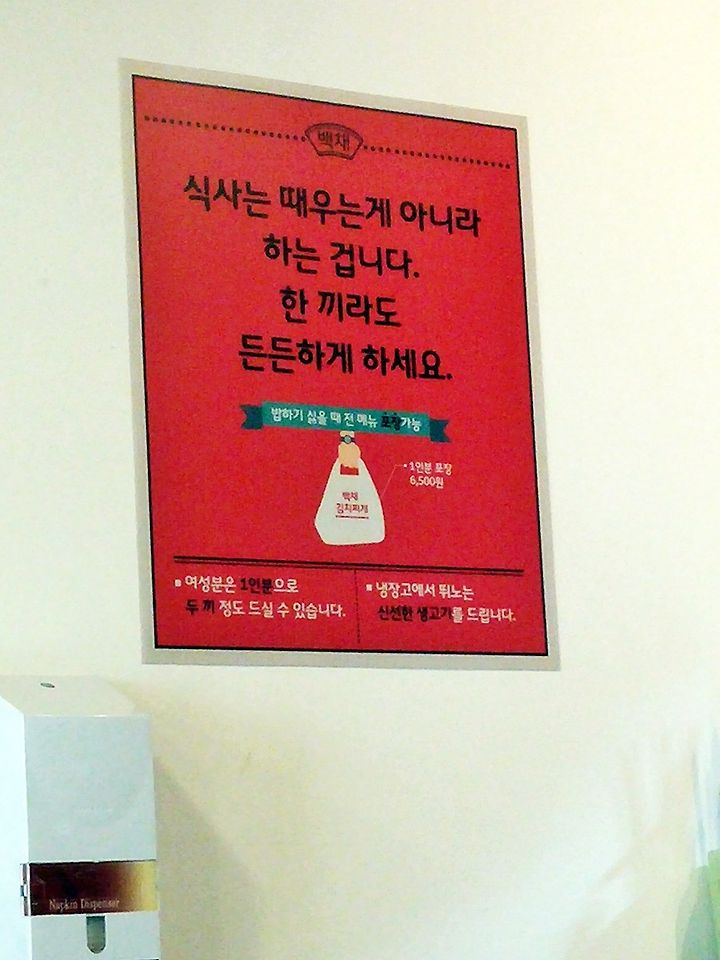 백채
식사는 때우는게 아니라
하는 겁니다.
한 끼라도
든든하게 하세요.
밥하기 싫을 때 전 메뉴 포장가능
1인분 포장
6,500원
백채
김치찌개
여성분은 1인분으로
두 끼 정도 드실 수 있습니다.
냉장고에서 뛰노는
신선한 생고기를 드립니다.
Napkin Dispenser